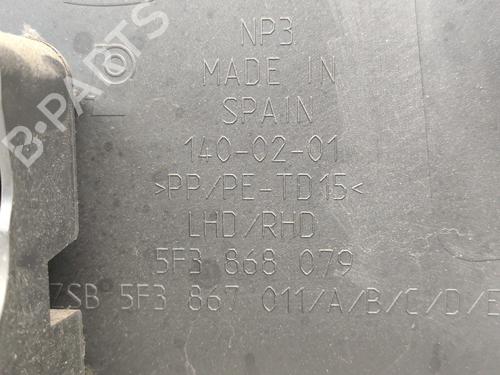 B-PARTS
NP3
MADE IN
SPAIN
140-02-01
>PP/PE-TD15<
LHD/RHD
5F3 868 079
ZSB 5F3 867 011/A/B/C/D/E